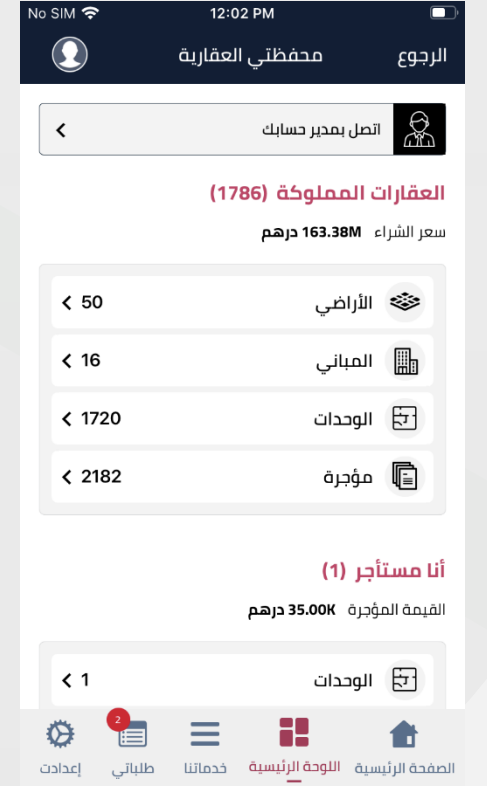 No SIM 12:02 PM
الرجوع محفظتي العقارية
اتصل بمدير حسابك
العقارات المملوكة (1786)
سعر الشراء 163.38M درهم
الأراضي 50
المباني 16
الوحدات 1720
مؤجرة 2182
أنا مستأجر (1)
القيمة المؤجرة 35.00K درهم
الوحدات 1
2
الصفحة الرئيسية اللوحة الرئيسية خدماتنا طلباتي إعدادت